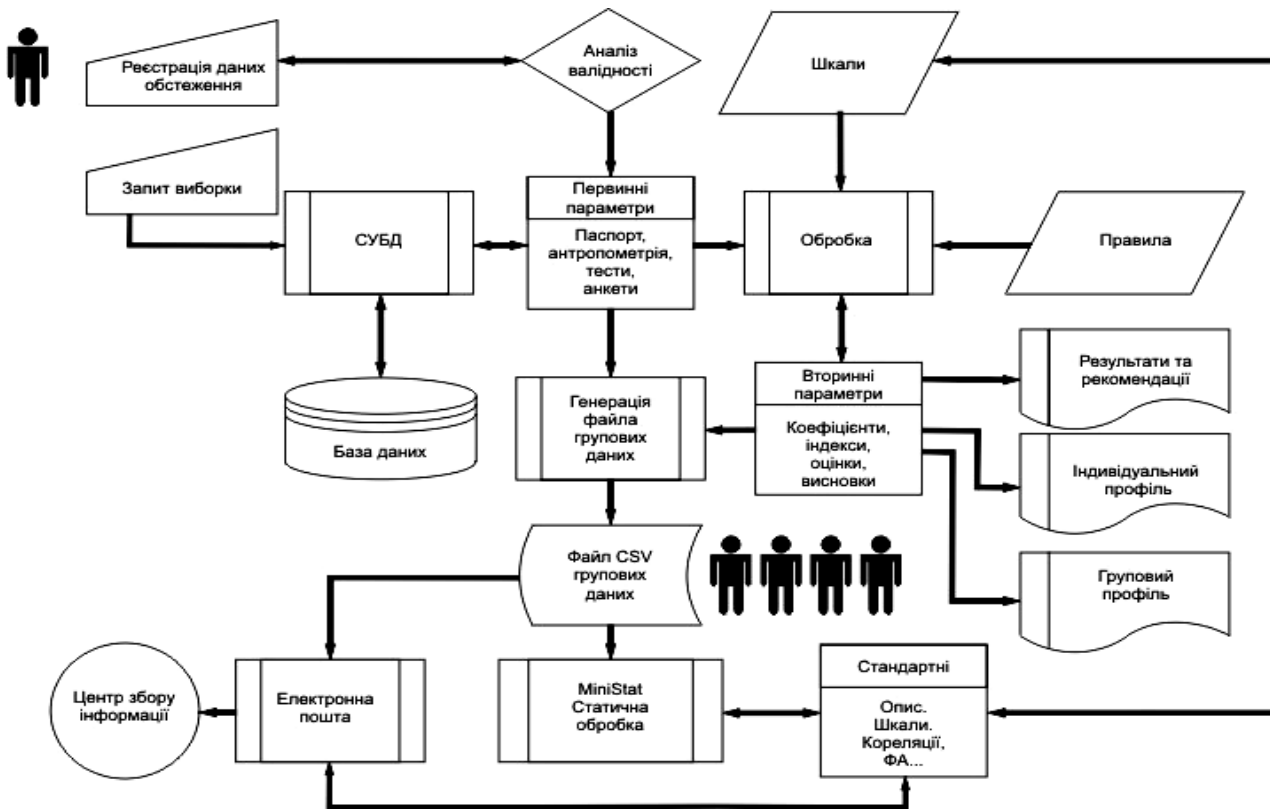 Реєстрація даних
обстеження
Аналіз
валідності
Шкали
Запит виборки
СУБД
Первинні
параметри
Паспорт,
антропометрія,
тести,
анкети
Обробка
Правила
База даних
Генерація
файла
групових
даних
Вторинні
параметри
Коефіцієнти,
індекси,
оцінки,
висновки
Результати та
рекомендації
Індивідуальний
профіль
Груповий
профіль
Файл CSV
групових
даних
Центр збору
інформації
Електронна
пошта
MiniStat
Статична
обробка
Стандартні
Опис.
Шкали.
Кореляції,
ФА...